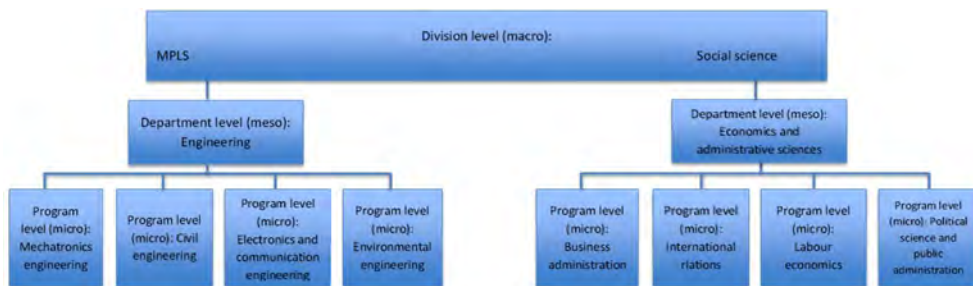 Division level (macro):
MPLS Social science
Department level (meso):
Engineering
Department level (meso):
Economics and
administrative sciences
Program
level (micro):
Mechatronics
engineering
Program level
(micro): Civil
engineering
Program level
(micro):
Electronics and
communication
engineering
Program level
(micro):
Environmental
engineering
Program level
(micro):
Business
administration
Program level
(micro):
International
rlations
Program level
(micro):
Labour
economics
Program level
(micro): Political
science and
public
administration